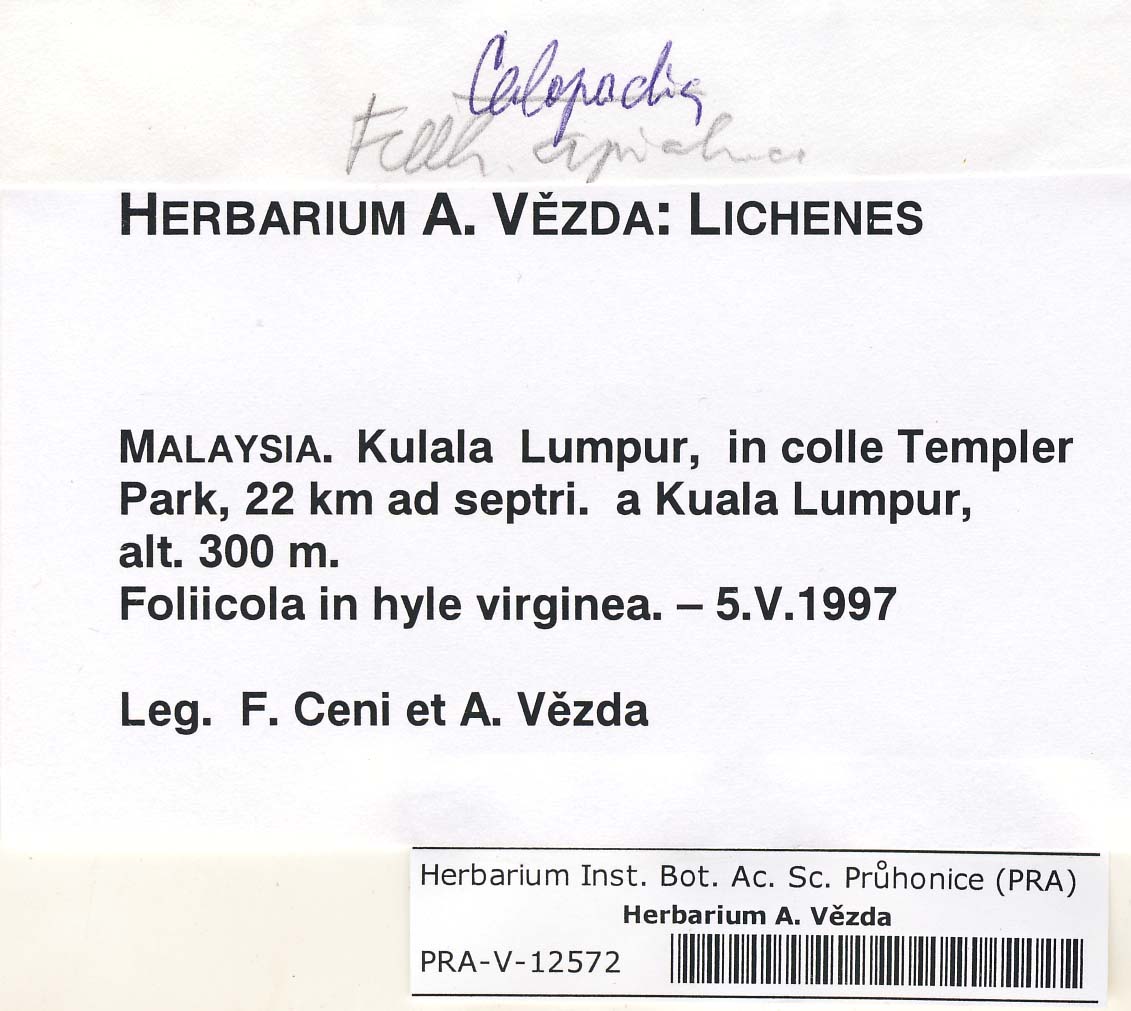 Calopadia
Fellh.
HERBARIUM A. VĚZDA: LICHENES
MALAYSIA. Kulala Lumpur, in colle Templer
Park, 22 km ad septri. a Kuala Lumpur,
alt. 300 m.
Foliicola in hyle virginea. – 5.V.1997
Leg. F. Ceni et A. Vězda
Herbarium Inst. Bot. Ac. Sc. Průhonice (PRA)
Herbarium A. Vězda
PRA-V-12572